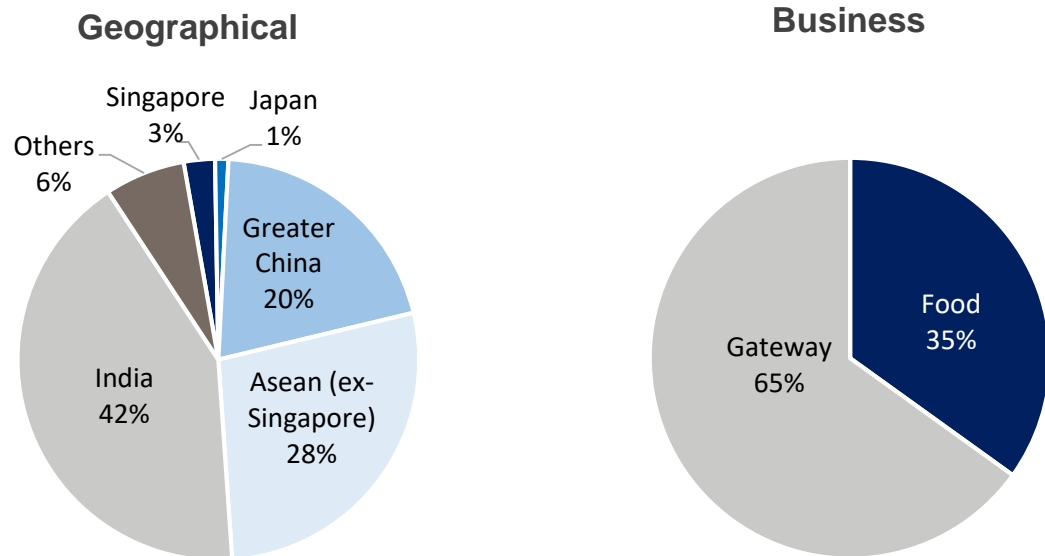 Geographical
Singapore
3%
Japan
1%
Others
6%
Greater
China
20%
India
42%
Asean (ex-
Singapore)
28%
Business
Food
35%
Gateway
65%